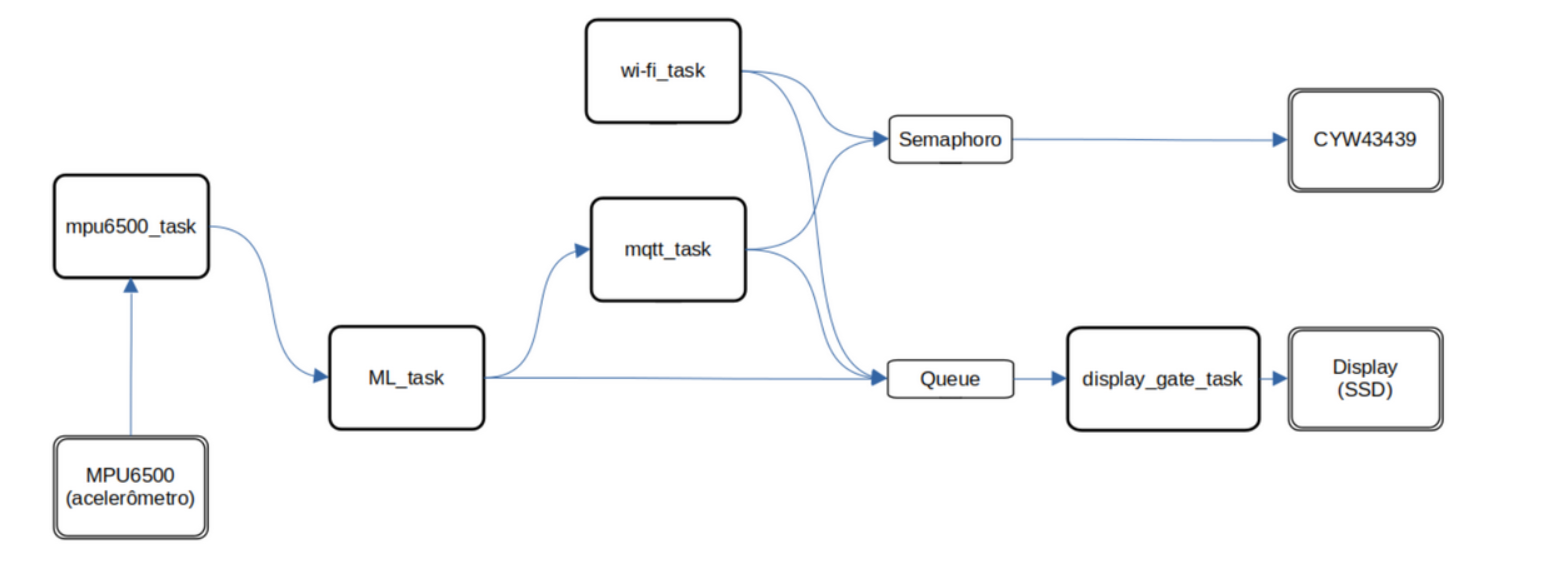 wi-fi_task
Semaphoro
CYW43439
mpu6500_task
mqtt_task
ML_task
Queue
display_gate_task
Display
(SSD)
MPU6500
(acelerômetro)